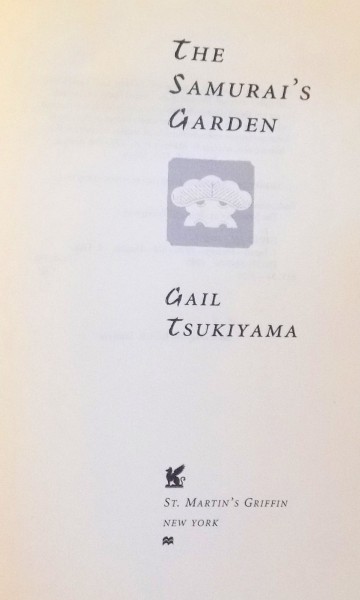 THE
SAMURAI'S
GARDEN
GAIL
TSUKIYAMA
ST. MARTIN'S GRIFFIN
NEW YORK